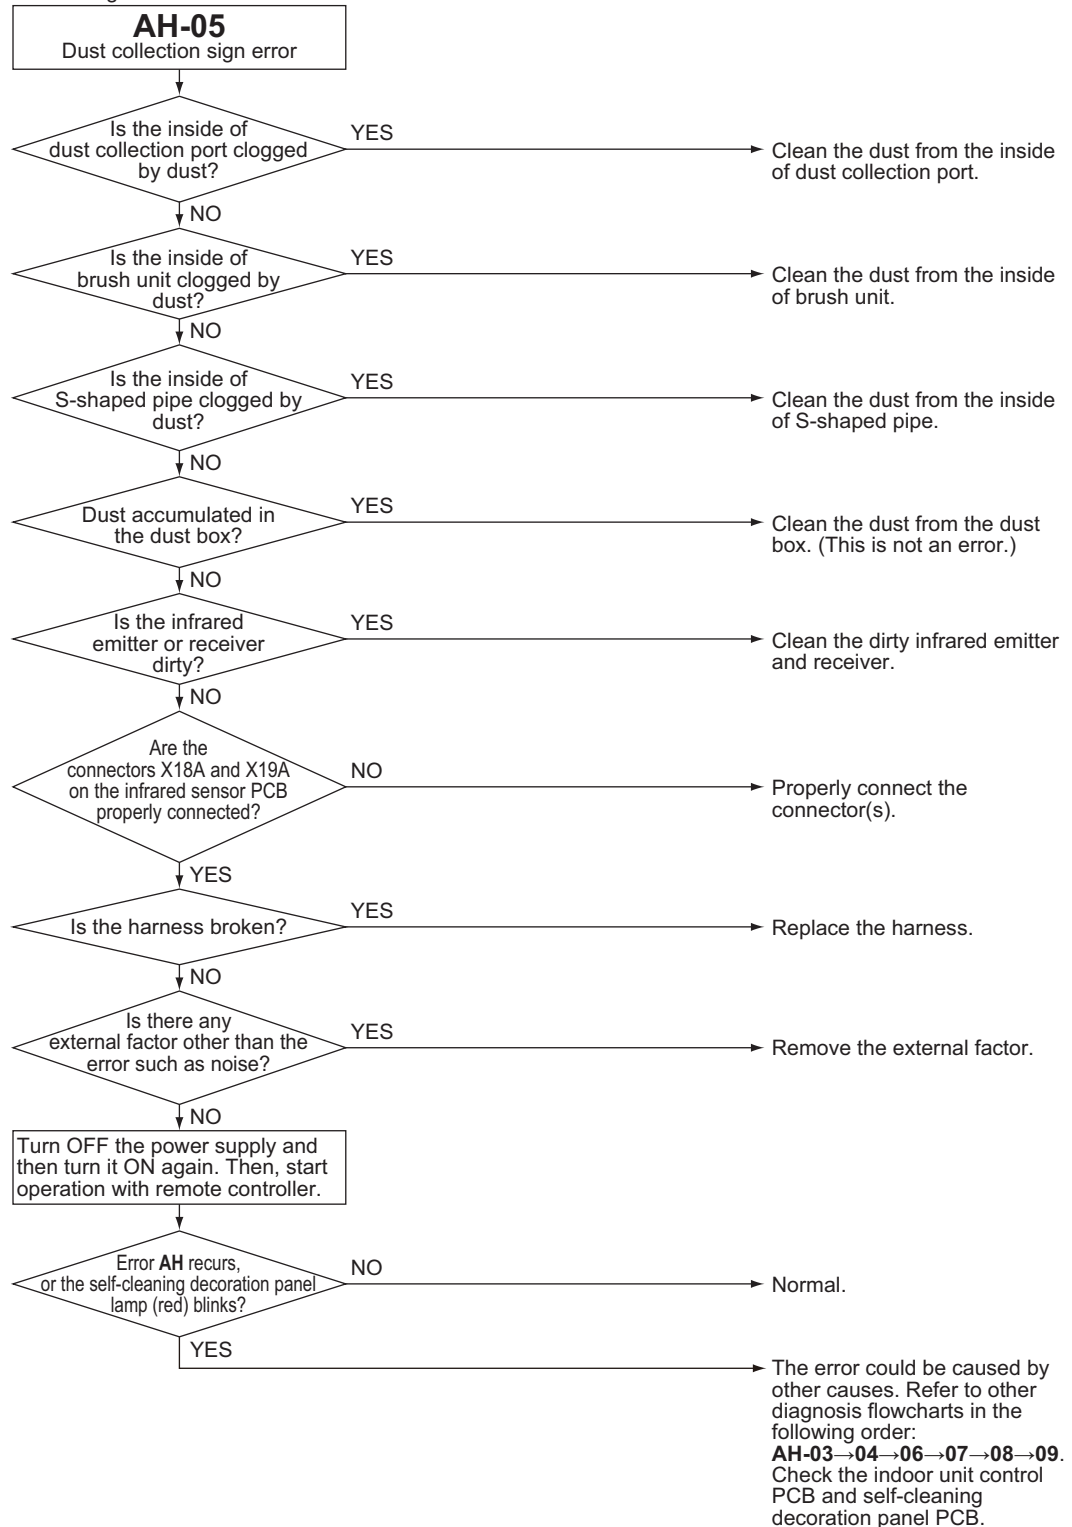 AH-05
Dust collection sign error
Is the inside of
dust collection port clogged
by dust?
YES
Clean the dust from the inside
of dust collection port.
NO
Is the inside of
brush unit clogged by
dust?
YES
Clean the dust from the inside
of brush unit.
NO
Is the inside of
S-shaped pipe clogged by
dust?
YES
Clean the dust from the inside
of S-shaped pipe.
NO
Dust accumulated in
the dust box?
YES
Clean the dust from the dust
box. (This is not an error.)
NO
Is the infrared
emitter or receiver
dirty?
YES
Clean the dirty infrared emitter
and receiver.
NO
Are the
connectors X18A and X19A
on the infrared sensor PCB
properly connected?
NO
Properly connect the
connector(s).
YES
Is the harness broken?
YES
Replace the harness.
NO
Is there any
external factor other than the
error such as noise?
YES
Remove the external factor.
NO
Turn OFF the power supply and
then turn it ON again. Then, start
operation with remote controller.
Error AH recurs,
or the self-cleaning decoration panel
lamp (red) blinks?
NO
Normal.
YES
The error could be caused by
other causes. Refer to other
diagnosis flowcharts in the
following order:
AH-03→04→06→07→08→09.
Check the indoor unit control
PCB and self-cleaning
decoration panel PCB.